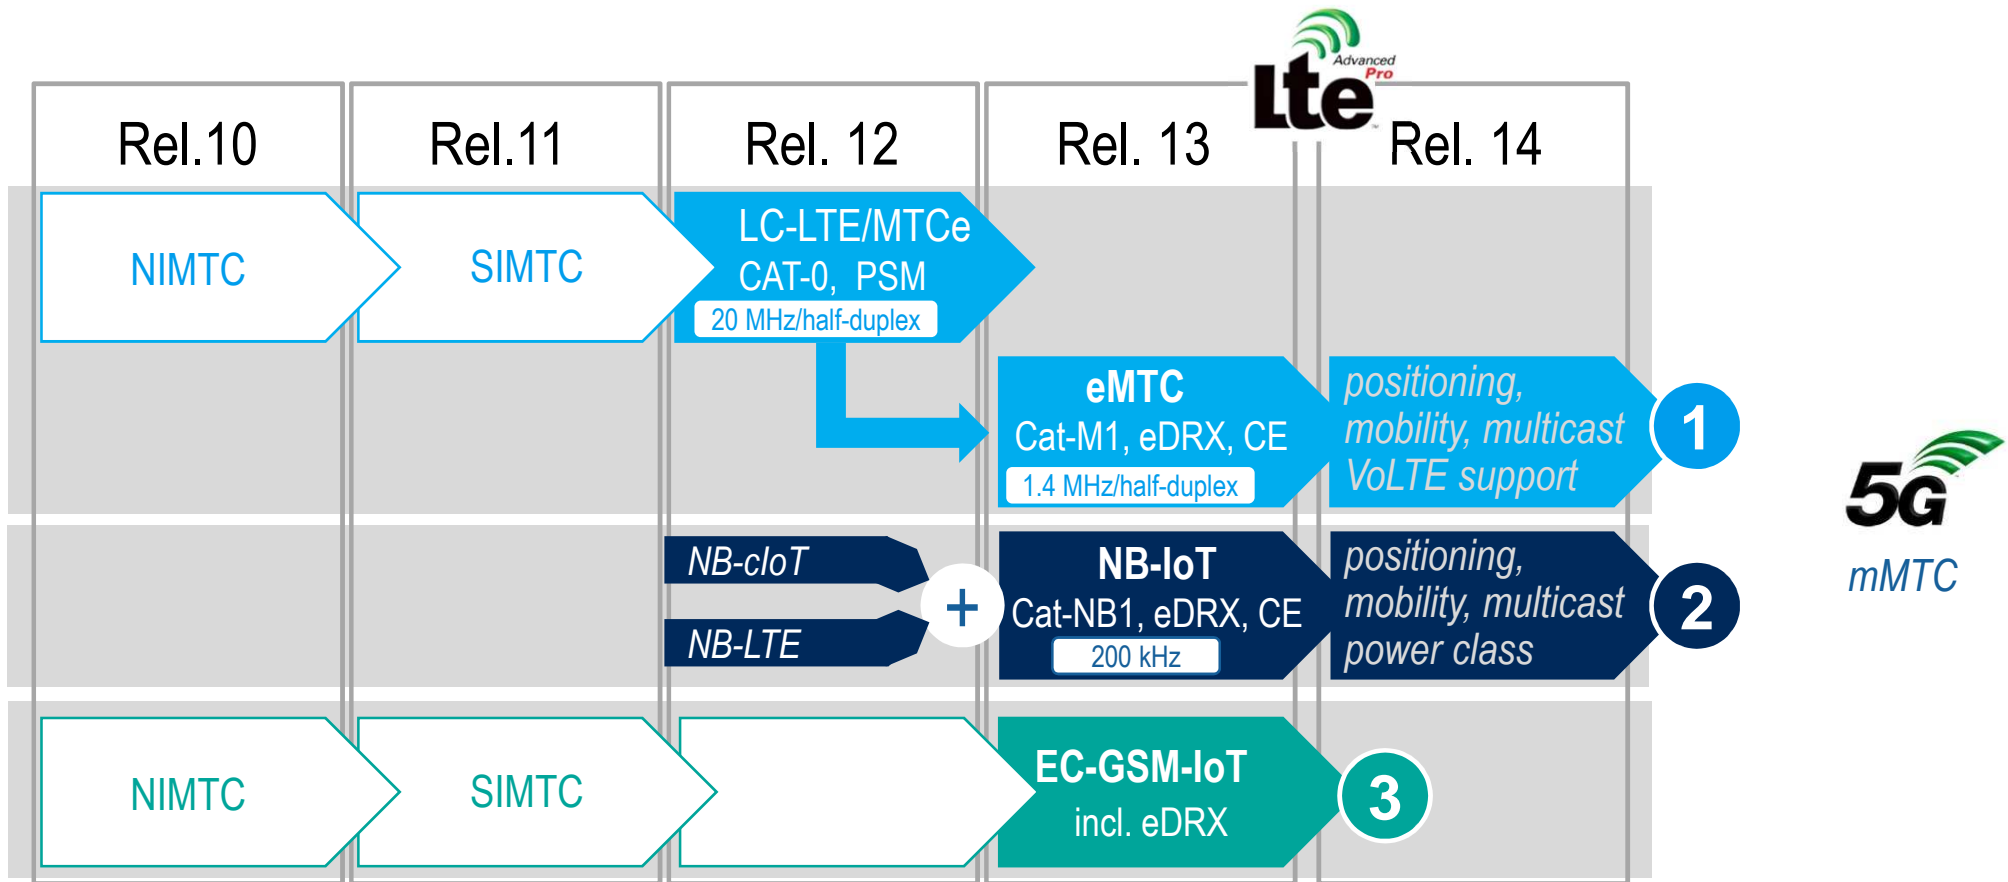 Lte
Advanced
Pro
Rel.10
Rel.11
Rel. 12
Rel. 13
Rel. 14
NIMTC
SIMTC
LC-LTE/MTCe
CAT-0, PSM
20 MHz/half-duplex
eMTC
Cat-M1, eDRX, CE
1.4 MHz/half-duplex
positioning,
mobility, multicast
VoLTE support
1
NB-cIoT
NB-LTE
+
NB-IoT
Cat-NB1, eDRX, CE
200 kHz
positioning,
mobility, multicast
power class
2
5G
mMTC
NIMTC
SIMTC
EC-GSM-IoT
incl. eDRX
3